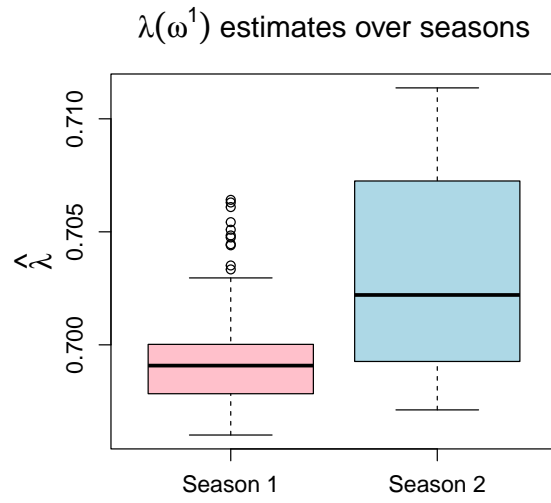 λ(ω¹) estimates over seasons
λ̂
0.710
0.705
0.700
Season 1 Season 2